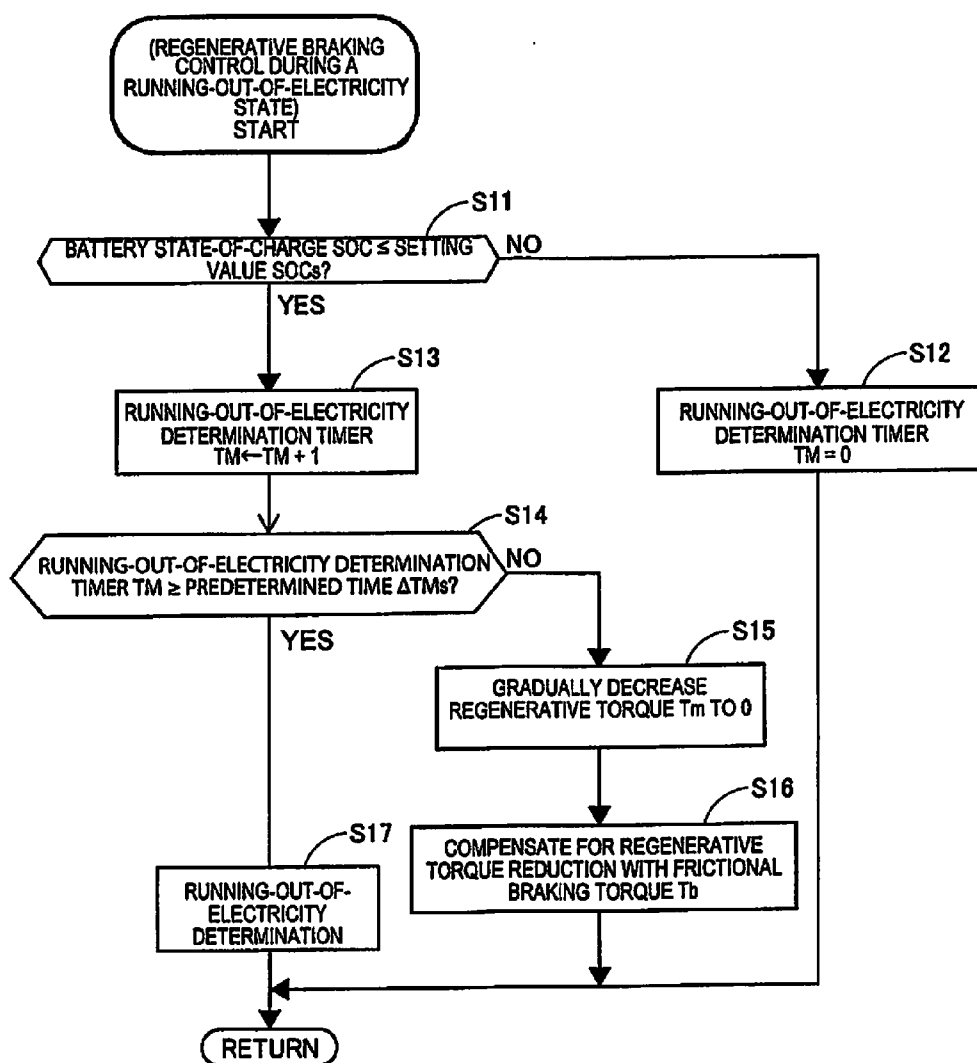 (REGENERATIVE BRAKING
CONTROL DURING A
RUNNING-OUT-OF-ELECTRICITY
STATE)
START
S11
BATTERY STATE-OF-CHARGE SOC ≤ SETTING
VALUE SOCs?
NO
YES
S13
RUNNING-OUT-OF-ELECTRICITY
DETERMINATION TIMER
TM←TM + 1
S12
RUNNING-OUT-OF-ELECTRICITY
DETERMINATION TIMER
TM = 0
S14
RUNNING-OUT-OF-ELECTRICITY DETERMINATION
TIMER TM ≥ PREDETERMINED TIME ΔTMs?
NO
YES
S15
GRADUALLY DECREASE
REGENERATIVE TORQUE Tm TO 0
S16
COMPENSATE FOR REGENERATIVE
TORQUE REDUCTION WITH FRICTIONAL
BRAKING TORQUE Tb
S17
RUNNING-OUT-OF-
ELECTRICITY
DETERMINATION
RETURN